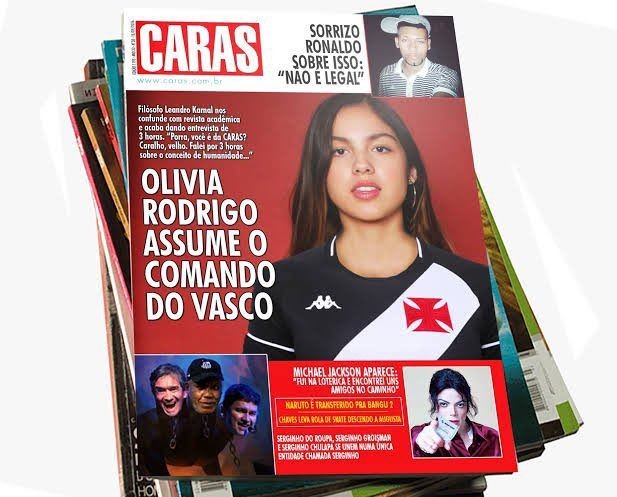 CARAS
www.caras.com.br
SORRIZO
RONALDO
SOBRE ISSO:
"NÃO E LEGAL"
Filósofo Leandro Karnal nos
confunde com revista acadêmica
e acaba dando entrevista de
3 horas. "Porra, você é da CARAS?
Caralho, velho. Falei por 3 horas
sobre o conceito de humanidade..."
OLIVIA
RODRIGO
ASSUME O
COMANDO
DO VASCO
Kappa
MICHAEL JACKSON APARECE:
"FUI NA LOTERICA E ENCONTREI UNS
AMIGOS NO CAMINHO"
NARUTO É TRANSFERIDO PRA BANGU 2
CHAVES LEVA ROLA DE SKATE DESCENDO A AUGUSTA
SERGINHO DO ROUPA, SERGINHO GROISMAN
E SERGINHO CHULAPA SE UNEM NUMA ÚNICA
ENTIDADE CHAMADA SERGINHO